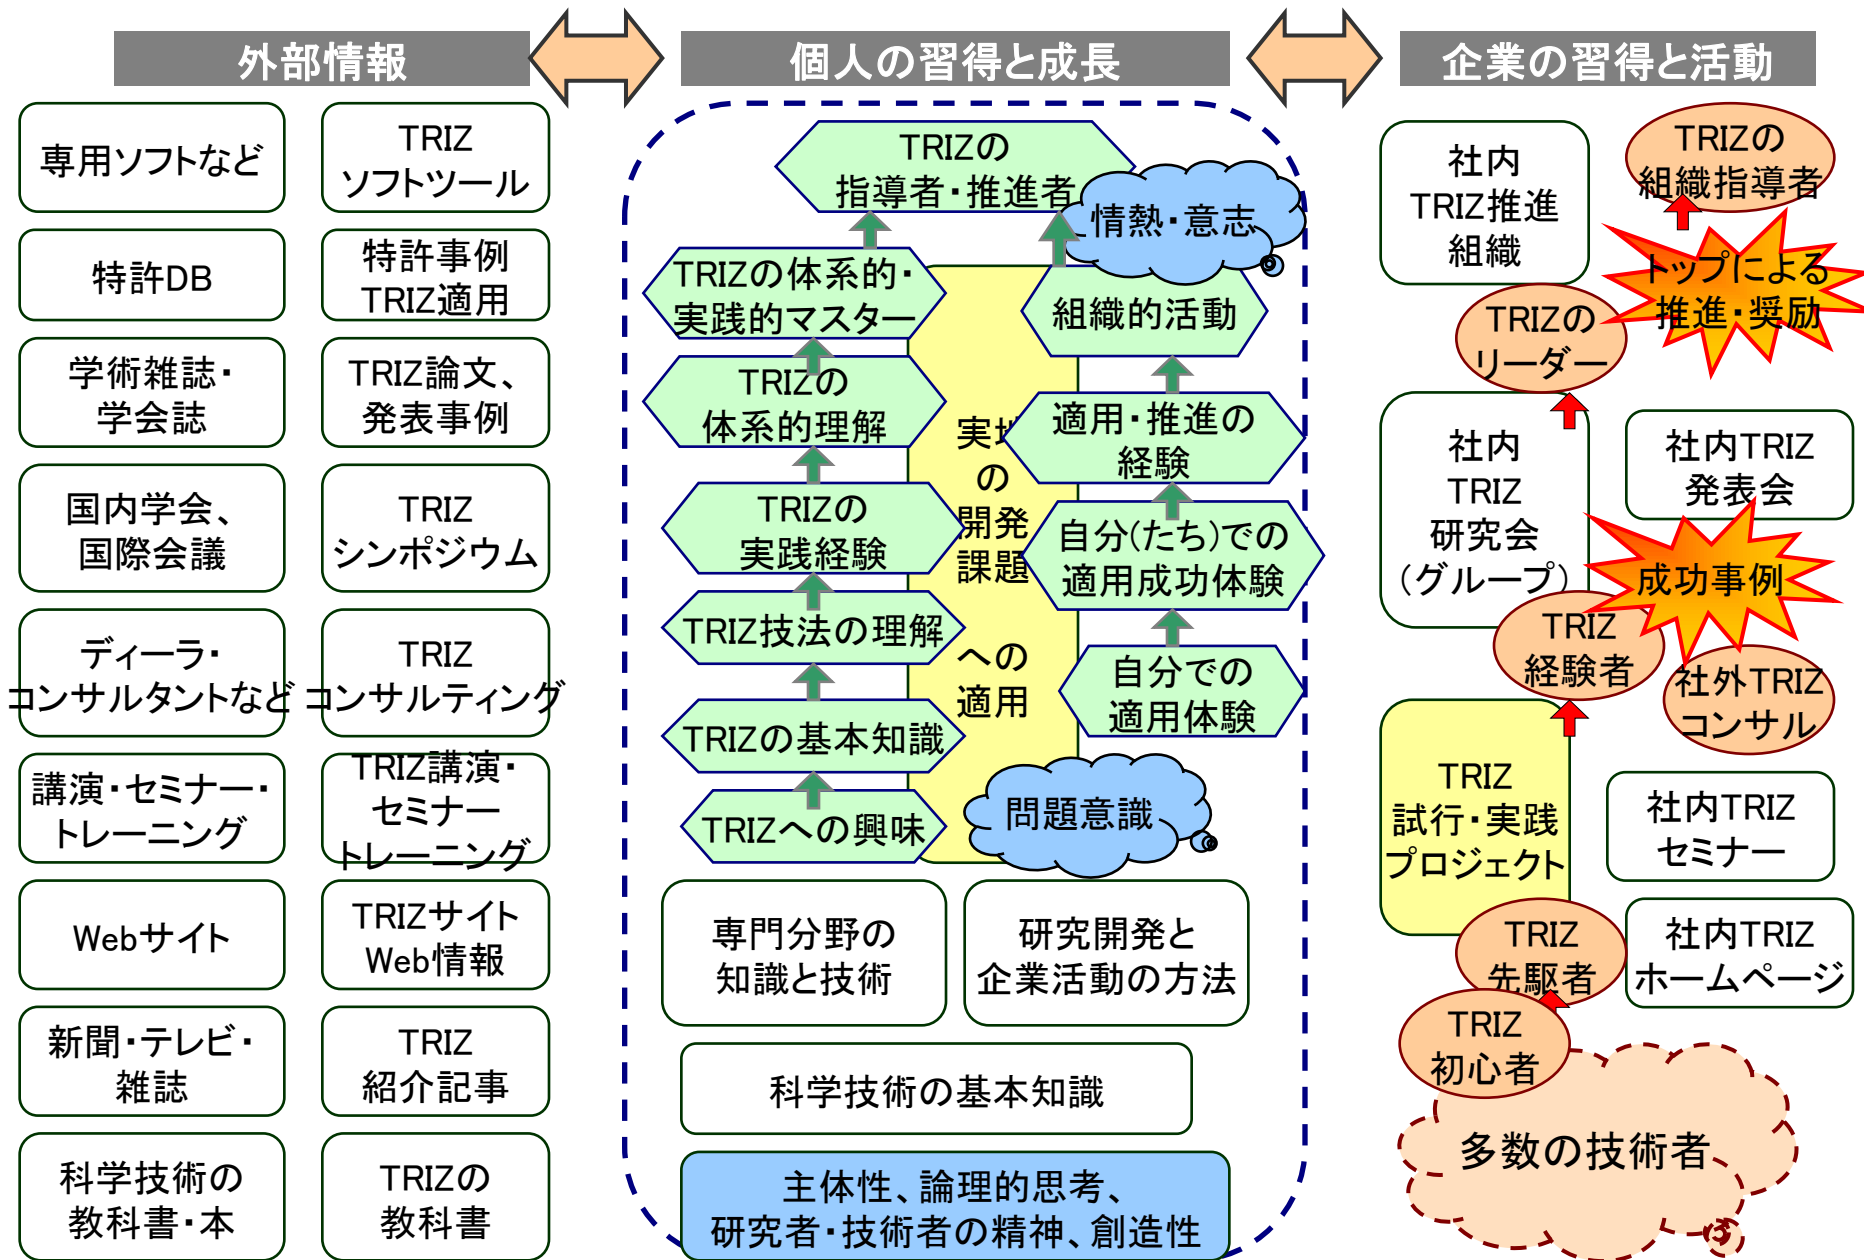 外部情報
個人の習得と成長
企業の習得と活動
専用ソフトなど
特許DB
学術雑誌・
学会誌
国内学会、
国際会議
ディーラ・
コンサルタントなど
講演・セミナー・
トレーニング
Webサイト
新聞・テレビ・
雑誌
科学技術の
教科書・本
TRIZ
ソフトツール
特許事例
TRIZ適用
TRIZ論文、
発表事例
TRIZ
シンポジウム
TRIZ
コンサルティング
TRIZ講演・
セミナー
トレーニング
TRIZサイト
Web情報
TRIZ
紹介記事
TRIZの
教科書
TRIZの
指導者・推進者
情熱・意志
TRIZの体系的・
実践的マスター
TRIZの
体系的理解
TRIZの
実践経験
TRIZ技法の理解
TRIZの基本知識
TRIZへの興味
実地
の
開発
課題
への
適用
組織的活動
適用・推進の
経験
自分(たち)での
適用成功体験
自分での
適用体験
問題意識
専門分野の
知識と技術
研究開発と
企業活動の方法
科学技術の基本知識
主体性、論理的思考、
研究者・技術者の精神、創造性
社内
TRIZ推進
組織
TRIZの
組織指導者
トップによる
推進・奨励
TRIZの
リーダー
社内
TRIZ
研究会
(グループ)
社内TRIZ
発表会
成功事例
TRIZ
経験者
社外TRIZ
コンサル
TRIZ
試行・実践
プロジェクト
社内TRIZ
セミナー
TRIZ
先駆者
社内TRIZ
ホームページ
TRIZ
初心者
多数の技術者